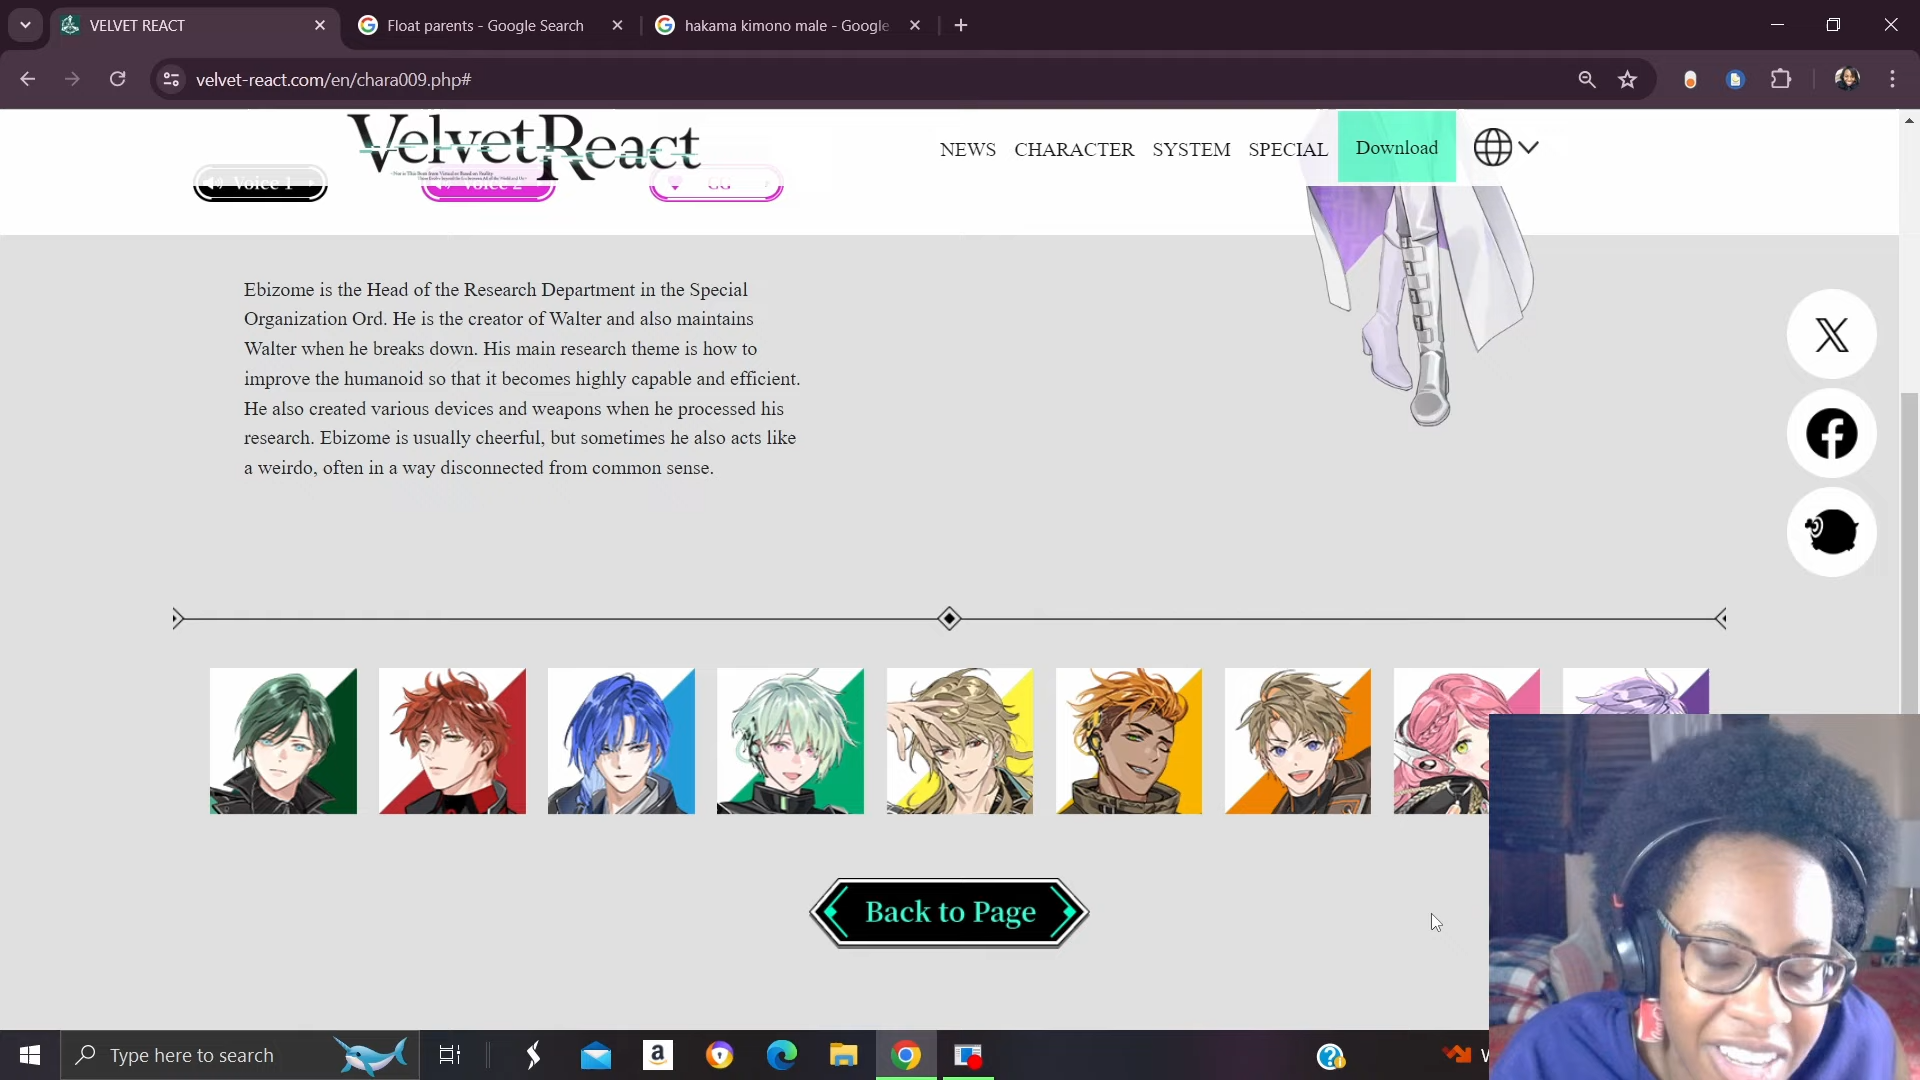 VELVET REACT
Float parents - Google Search
hakama kimono male - Google
velvet-react.com/en/chara009.php#
VelvetReact
NEWS CHARACTER SYSTEM SPECIAL Download
Voice 1 Voice 2 CG
Ebizome is the Head of the Research Department in the Special
Organization Ord. He is the creator of Walter and also maintains
Walter when he breaks down. His main research theme is how to
improve the humanoid so that it becomes highly capable and efficient.
He also created various devices and weapons when he processed his
research. Ebizome is usually cheerful, but sometimes he also acts like
a weirdo, often in a way disconnected from common sense.
Back to Page
Type here to search